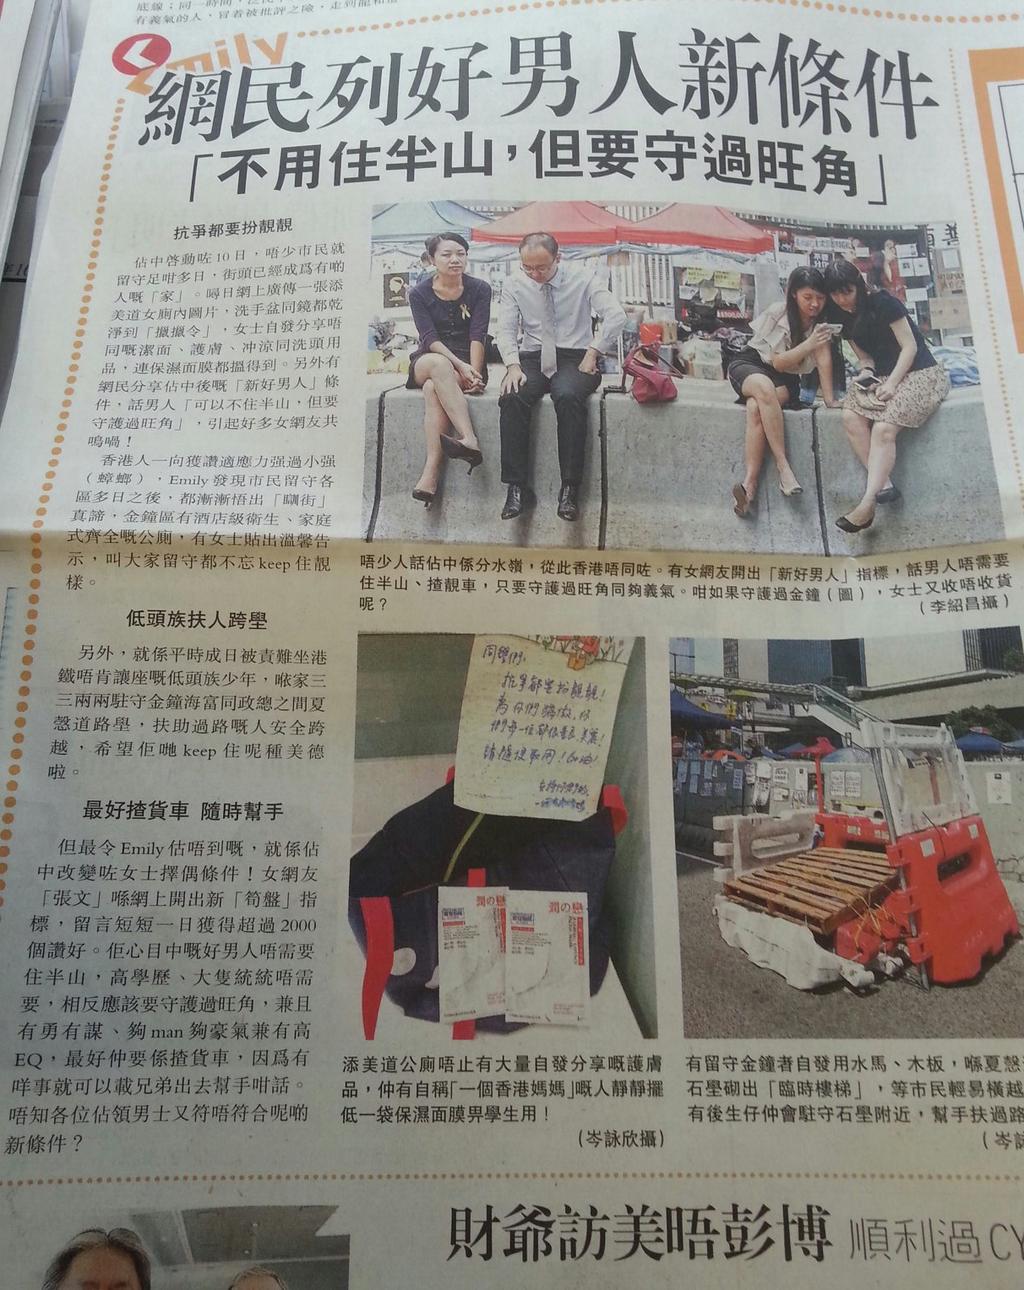 有義氣的人、冒着被批評之險，走到龍和道
Emily
網民列好男人新條件
「不用住半山，但要守過旺角」
抗爭都要扮靚靚
佔中啓動咗10日，唔少市民就
留守足咁多日，街頭已經成爲有啲
人嘅「家」。噚日網上廣傳一張添
美道女廁內圖片，洗手盆同鏡都乾
淨到「擸擸令」，女士自發分享唔
同嘅潔面、護膚、冲涼同洗頭用
品，連保濕面膜都搵得到。另外有
網民分享佔中後嘅「新好男人」條
件，話男人「可以不住半山，但要
守護過旺角」，引起好多女網友共
鳴喎！
香港人一向獲讚適應力强過小强
（蟑螂），Emily發現市民留守各
區多日之後，都漸漸悟出「瞓街」
真諦，金鐘區有酒店級衛生、家庭
式齊全嘅公廁，有女士貼出溫馨告
示，叫大家留守都不忘keep住靚
樣。
低頭族扶人跨壆
另外，就係平時成日被責難坐港
鐵唔肯讓座嘅低頭族少年，㗎家三
三兩兩駐守金鐘海富同政總之間夏
愨道路壆，扶助過路嘅人安全跨
越，希望佢哋keep住呢種美德
啦。
最好揸貨車 隨時幫手
但最令Emily估唔到嘅，就係佔
中改變咗女士擇偶條件！女網友
「張文」喺網上開出新「筍盤」指
標，留言短短一日獲得超過2000
個讚好。佢心目中嘅好男人唔需要
住半山，高學歷、大隻統統唔需
要，相反應該要守護過旺角，兼且
有勇有謀、夠man夠豪氣兼有高
EQ，最好仲要係揸貨車，因爲有
咩事就可以載兄弟出去幫手咁話。
唔知各位佔領男士又符唔符合呢啲
新條件？
唔少人話佔中係分水嶺，從此香港唔同咗。有女網友開出「新好男人」指標，話男人唔需要
住半山、揸靚車，只要守護過旺角同夠義氣。咁如果守護過金鐘（圖），女士又收唔收貨
呢？
（李紹昌攝）
同學們：
抗爭都要扮靚靚！
為你們驕傲，你
們每一位都很善良、美麗！
請隨便取用！加油！
潤の戀
潤の戀
添美道公廁唔止有大量自發分享嘅護膚
品，仲有自稱「一個香港媽媽」嘅人靜靜擺
低一袋保濕面膜畀學生用！
（岑詠欣攝）
有留守金鐘者自發用水馬、木板，喺夏愨
石壆砌出「臨時樓梯」，等市民輕易橫越
有後生仔仲會駐守石壆附近，幫手扶過路
（岑詠
財爺訪美晤彭博 順利過CY